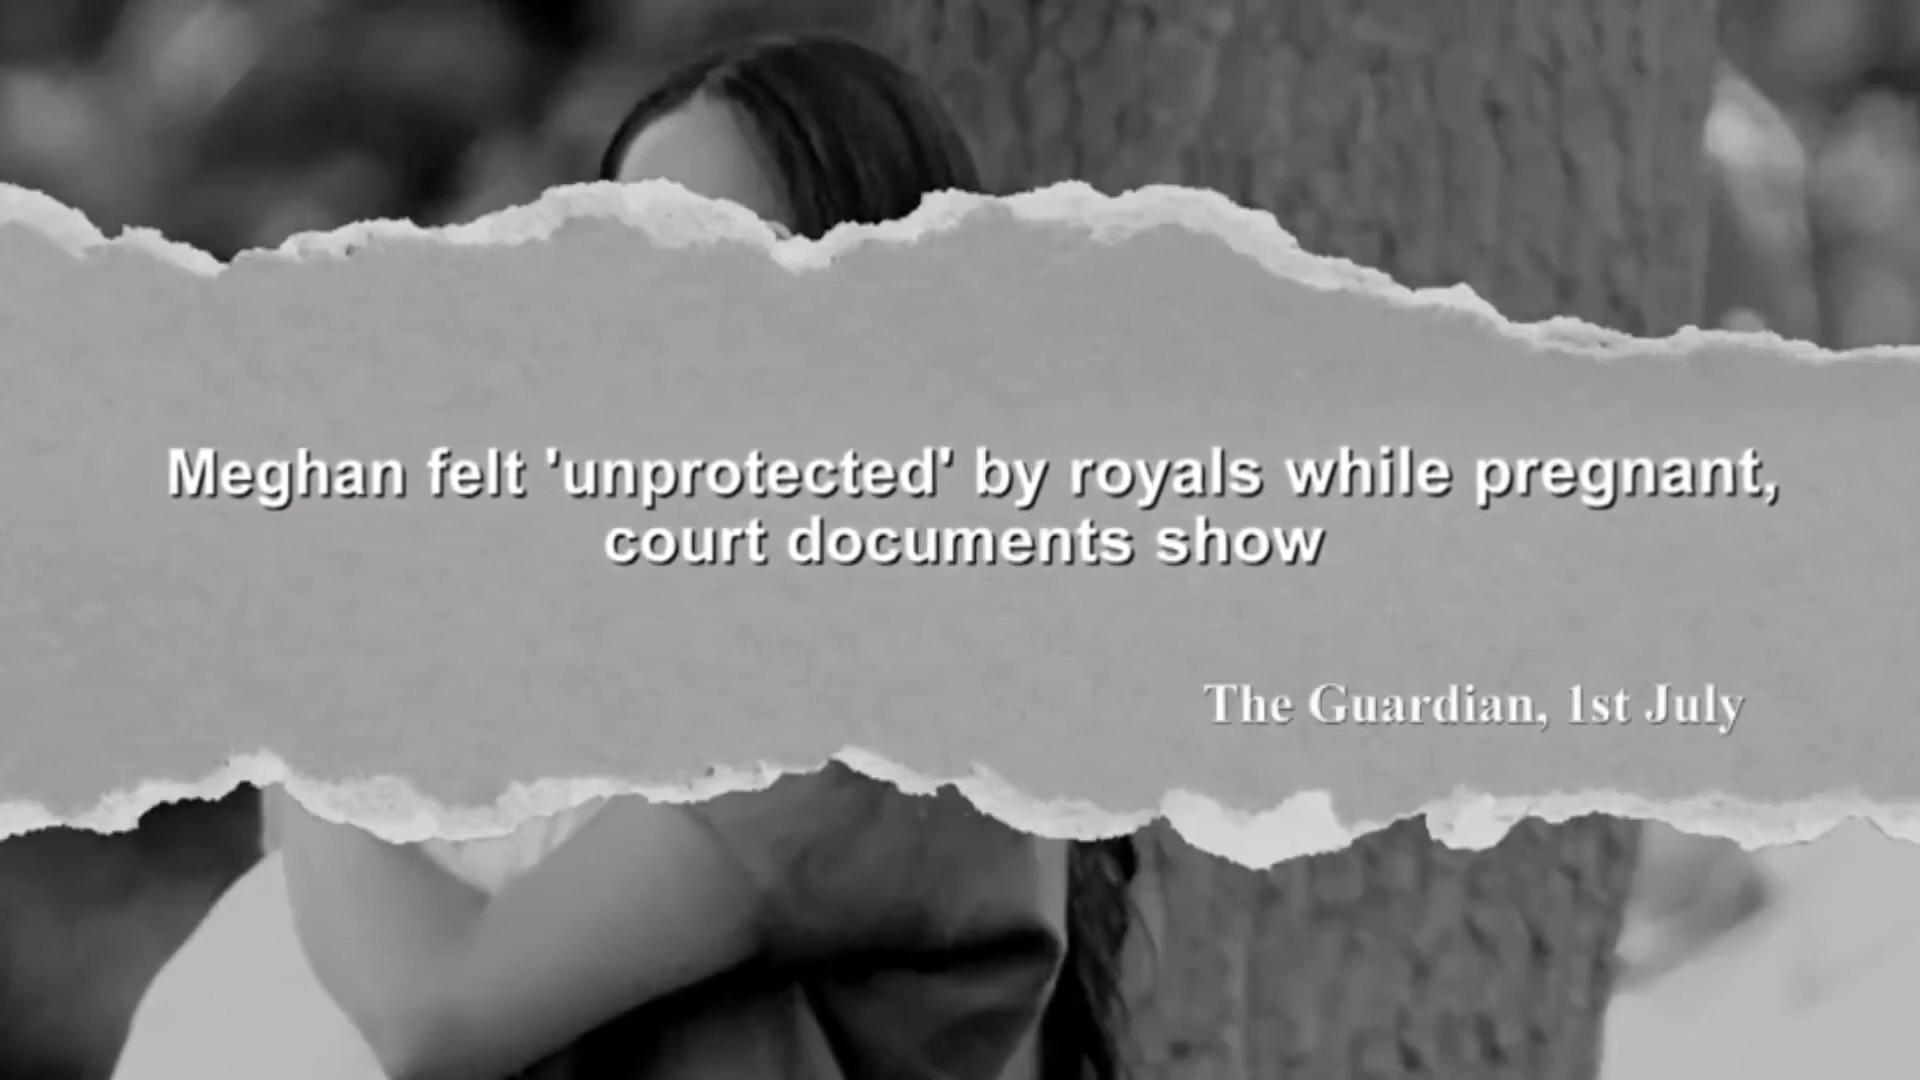 Meghan felt 'unprotected' by royals while pregnant,
court documents show
The Guardian, 1st July